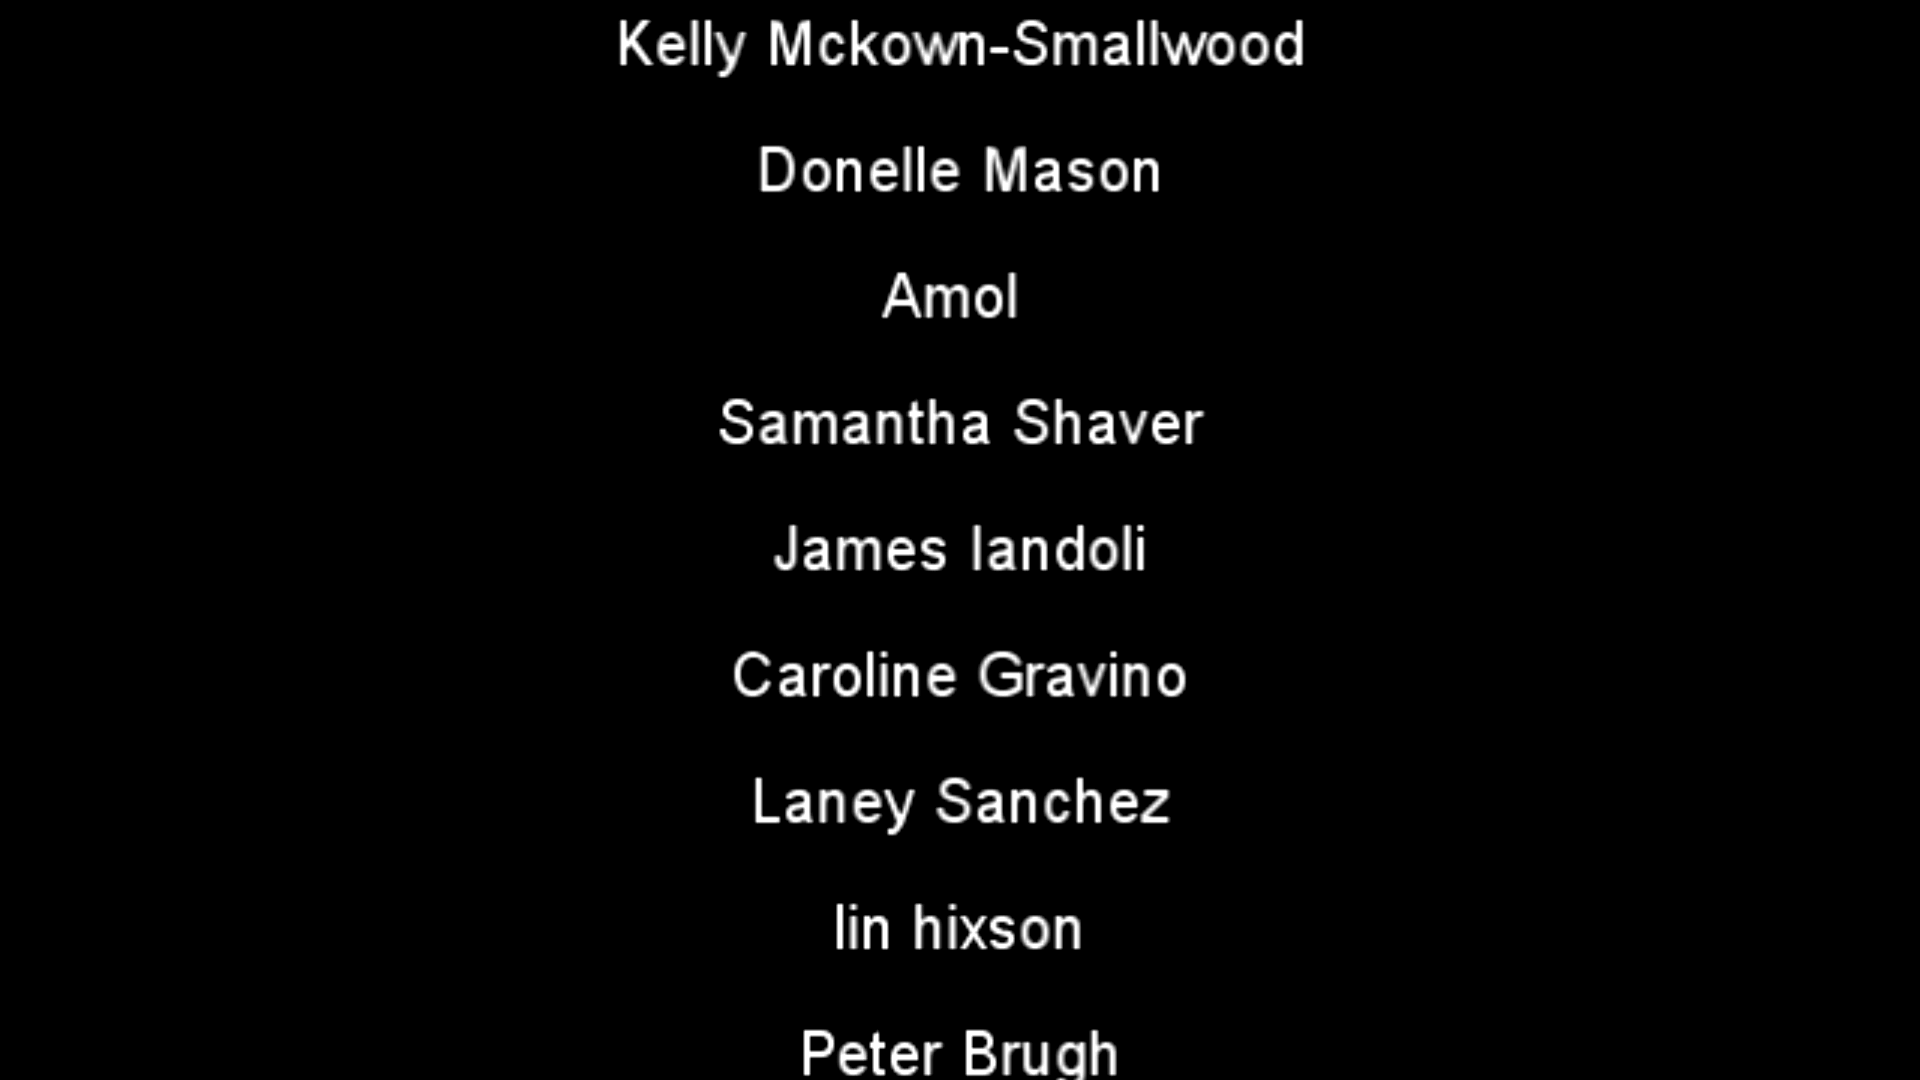 Kelly Mckown-Smallwood
Donelle Mason
Amol
Samantha Shaver
James Iandoli
Caroline Gravino
Laney Sanchez
lin hixson
Peter Brugh